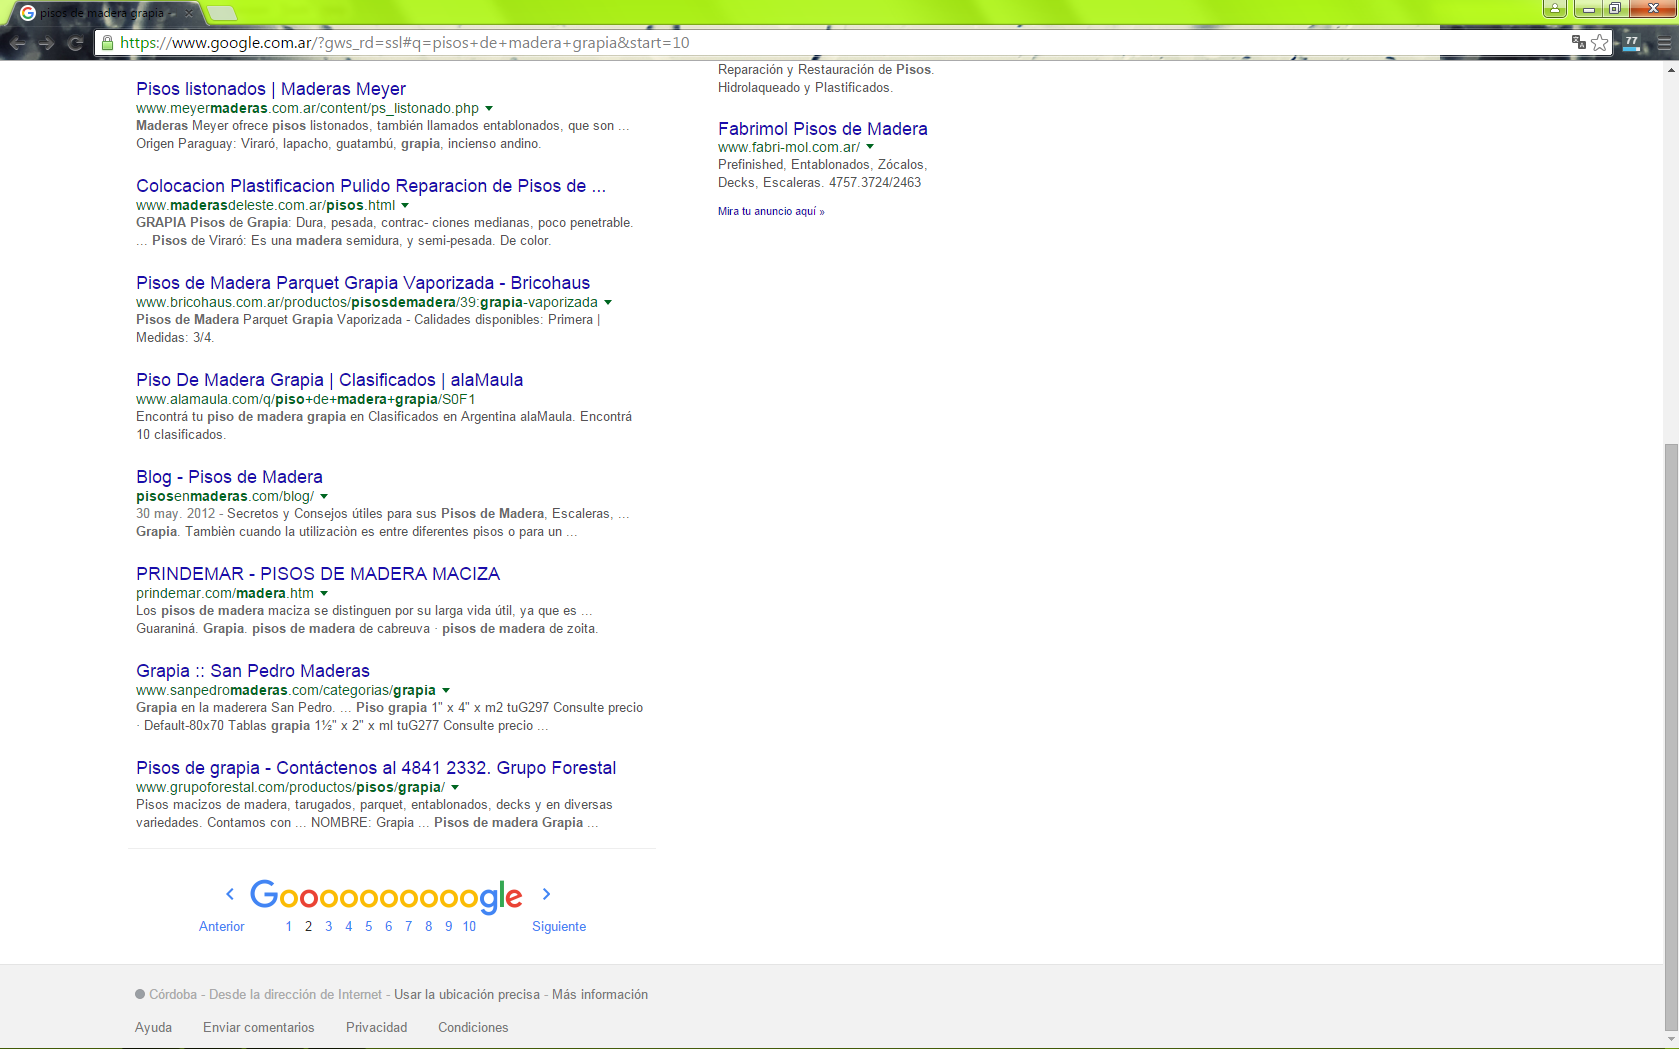 pisos de madera grapia
https://www.google.com.ar/?gws_rd=ssl#q=pisos+de+madera+grapia&start=10
77
Pisos listonados | Maderas Meyer
www.meyermaderas.com.ar/content/ps_listonado.php
Maderas Meyer ofrece pisos listonados, también llamados entablonados, que son ...
Origen Paraguay: Viraró, lapacho, guatambú, grapia, incienso andino.
Colocacion Plastificacion Pulido Reparacion de Pisos de ...
www.maderasdeleste.com.ar/pisos.html
GRAPIA Pisos de Grapia: Dura, pesada, contrac- ciones medianas, poco penetrable.
... Pisos de Viraró: Es una madera semidura, y semi-pesada. De color.
Pisos de Madera Parquet Grapia Vaporizada - Bricohaus
www.bricohaus.com.ar/productos/pisosdemadera/39:grapia-vaporizada
Pisos de Madera Parquet Grapia Vaporizada - Calidades disponibles: Primera |
Medidas: 3/4.
Piso De Madera Grapia | Clasificados | alaMaula
www.alamaula.com/q/piso+de+madera+grapia/S0F1
Encontrá tu piso de madera grapia en Clasificados en Argentina alaMaula. Encontrá
10 clasificados.
Blog - Pisos de Madera
pisosenmaderas.com/blog/
30 may. 2012 - Secretos y Consejos útiles para sus Pisos de Madera, Escaleras, ...
Grapia. Tambièn cuando la utilizaciòn es entre diferentes pisos o para un ...
PRINDEMAR - PISOS DE MADERA MACIZA
prindemar.com/madera.htm
Los pisos de madera maciza se distinguen por su larga vida útil, ya que es ...
Guaraniná. Grapia. pisos de madera de cabreuva · pisos de madera de zoita.
Grapia :: San Pedro Maderas
www.sanpedromaderas.com/categorias/grapia
Grapia en la maderera San Pedro. ... Piso grapia 1" x 4" x m2 tuG297 Consulte precio
· Default-80x70 Tablas grapia 1½" x 2" x ml tuG277 Consulte precio ...
Pisos de grapia - Contáctenos al 4841 2332. Grupo Forestal
www.grupoforestal.com/productos/pisos/grapia/
Pisos macizos de madera, tarugados, parquet, entablonados, decks y en diversas
variedades. Contamos con ... NOMBRE: Grapia ... Pisos de madera Grapia ...
Reparación y Restauración de Pisos.
Hidrolaqueado y Plastificados.
Fabrimol Pisos de Madera
www.fabri-mol.com.ar/
Prefinished, Entablonados, Zócalos,
Decks, Escaleras. 4757.3724/2463
Mira tu anuncio aquí »
Goooooooooogle
Anterior 1 2 3 4 5 6 7 8 9 10 Siguiente
Córdoba - Desde la dirección de Internet - Usar la ubicación precisa - Más información
Ayuda Enviar comentarios Privacidad Condiciones